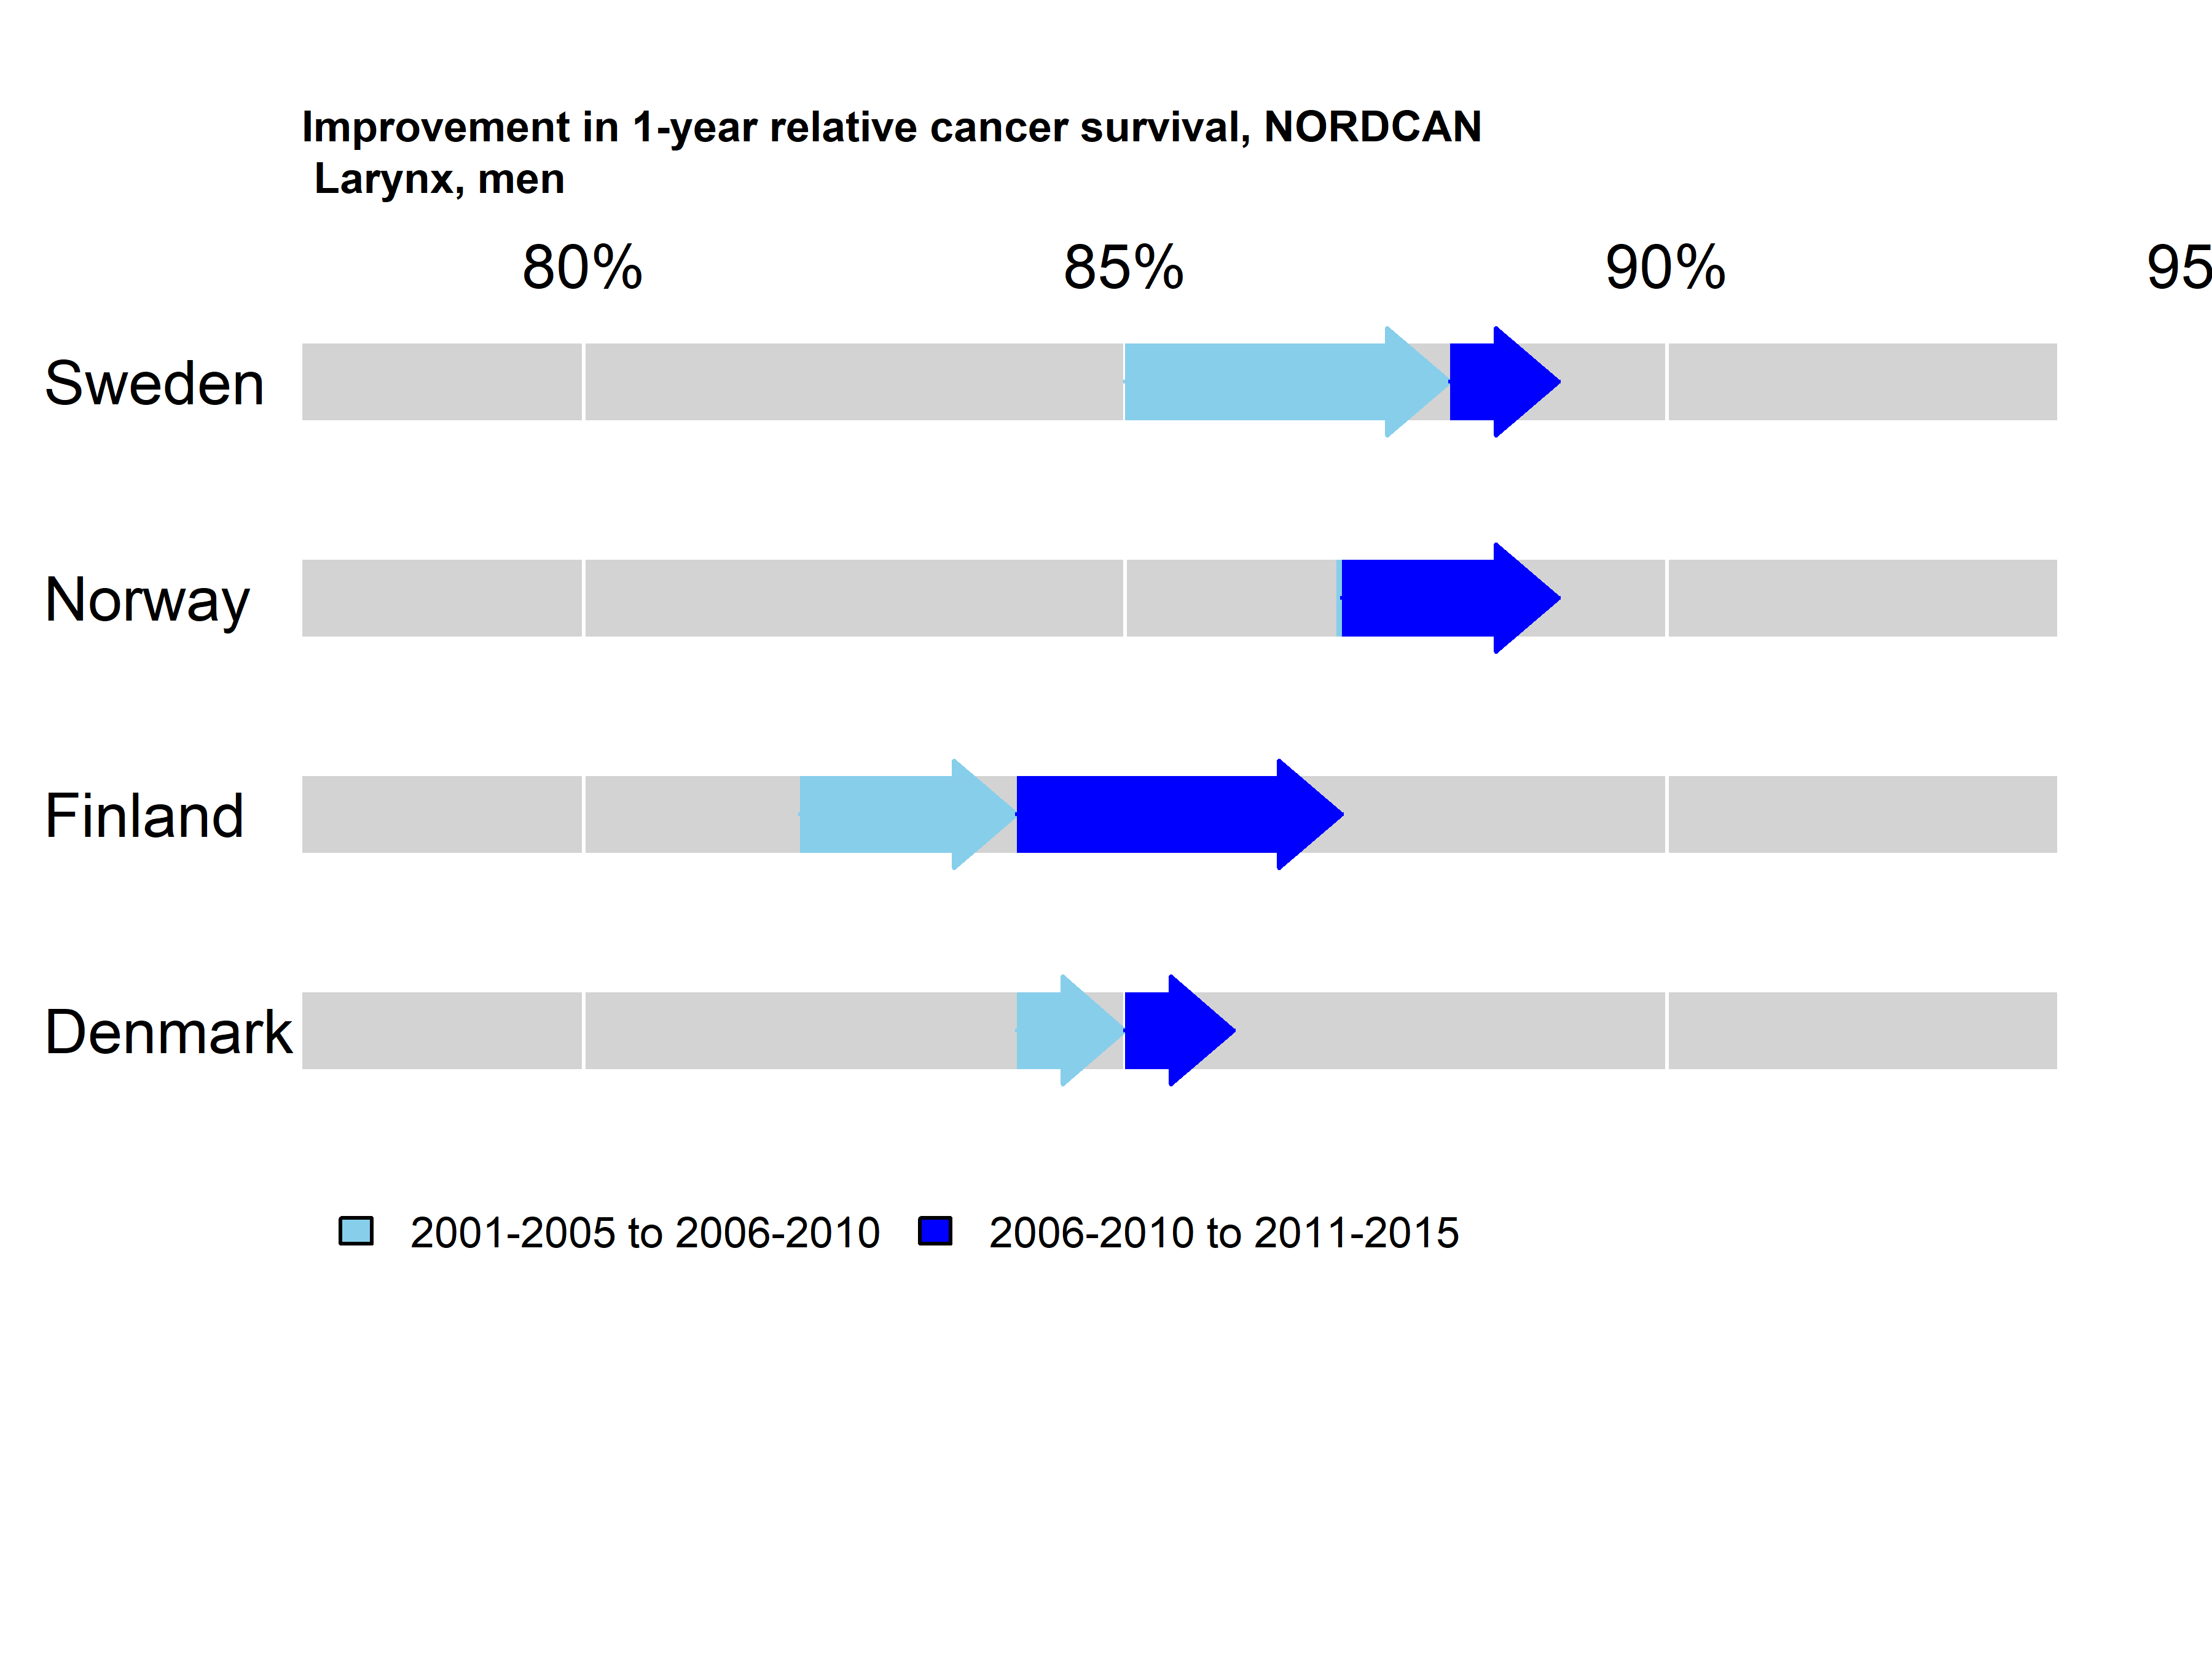 Improvement in 1-year relative cancer survival, NORDCAN
Larynx, men
80% 85% 90% 95
Sweden
Norway
Finland
Denmark
2001-2005 to 2006-2010 2006-2010 to 2011-2015